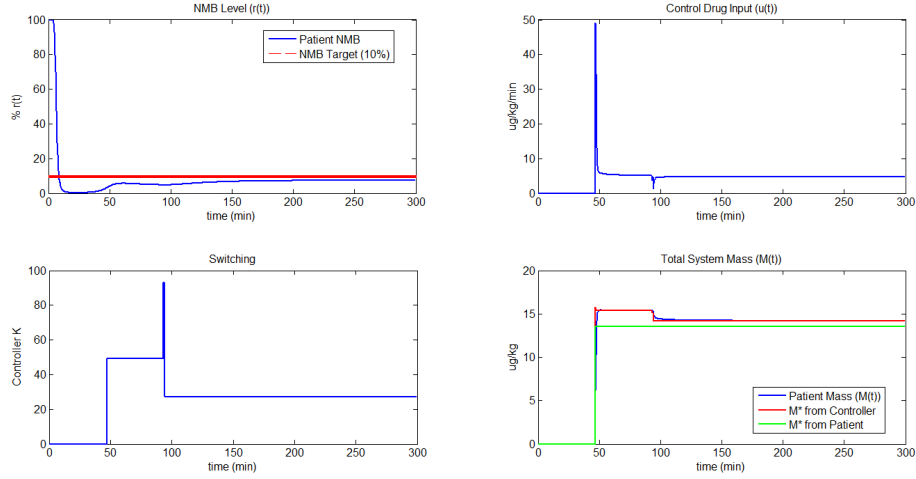 NMB Level (r(t))
100
80
60
40
20
0
% r(t)
Patient NMB
NMB Target (10%)
0 50 100 150 200 250 300
time (min)
Control Drug Input (u(t))
50
40
30
20
10
0
ug/kg/min
0 50 100 150 200 250 300
time (min)
Switching
100
80
60
40
20
0
Controller K
0 50 100 150 200 250 300
time (min)
Total System Mass (M(t))
20
15
10
5
0
ug/kg
Patient Mass (M(t))
M* from Controller
M* from Patient
0 50 100 150 200 250 300
time (min)